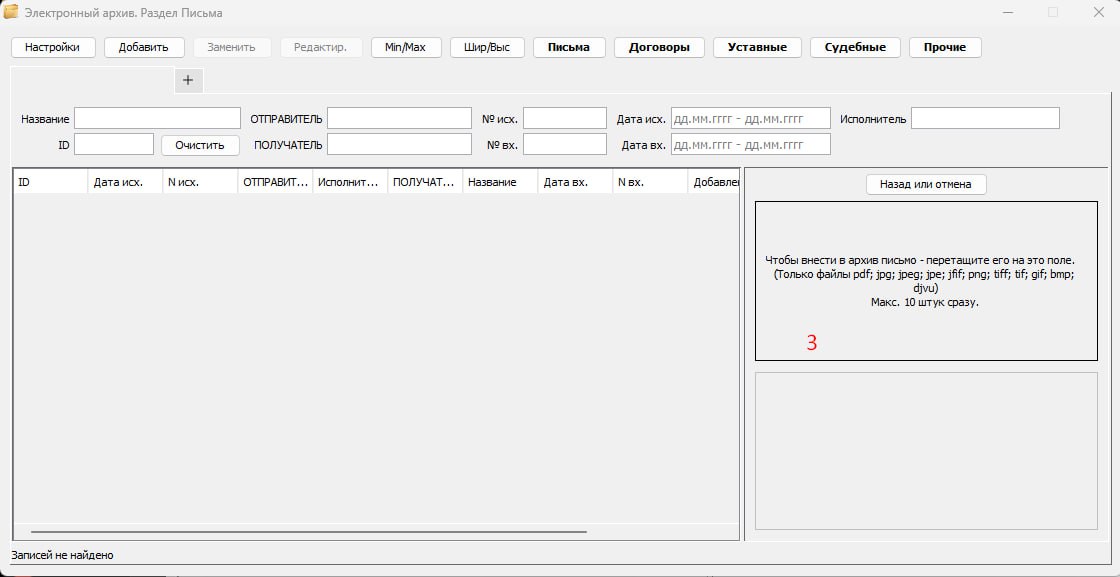 Электронный архив. Раздел Письма
Настройки Добавить Заменить Редактир. Min/Max Шир/Выс Письма Договоры Уставные Судебные Прочие
+
Название ОТПРАВИТЕЛЬ № исх. Дата исх. дд.мм.гггг - дд.мм.гггг Исполнитель
ID Очистить ПОЛУЧАТЕЛЬ № вх. Дата вх. дд.мм.гггг - дд.мм.гггг
ID Дата исх. N исх. ОТПРАВИТ... Исполнит... ПОЛУЧАТ... Название Дата вх. N вх. Добавлен
Назад или отмена
Чтобы внести в архив письмо - перетащите его на это поле.
(Только файлы pdf; jpg; jpeg; jpe; jfif; png; tiff; tif; gif; bmp;
djvu)
Макс. 10 штук сразу.
3
Записей не найдено